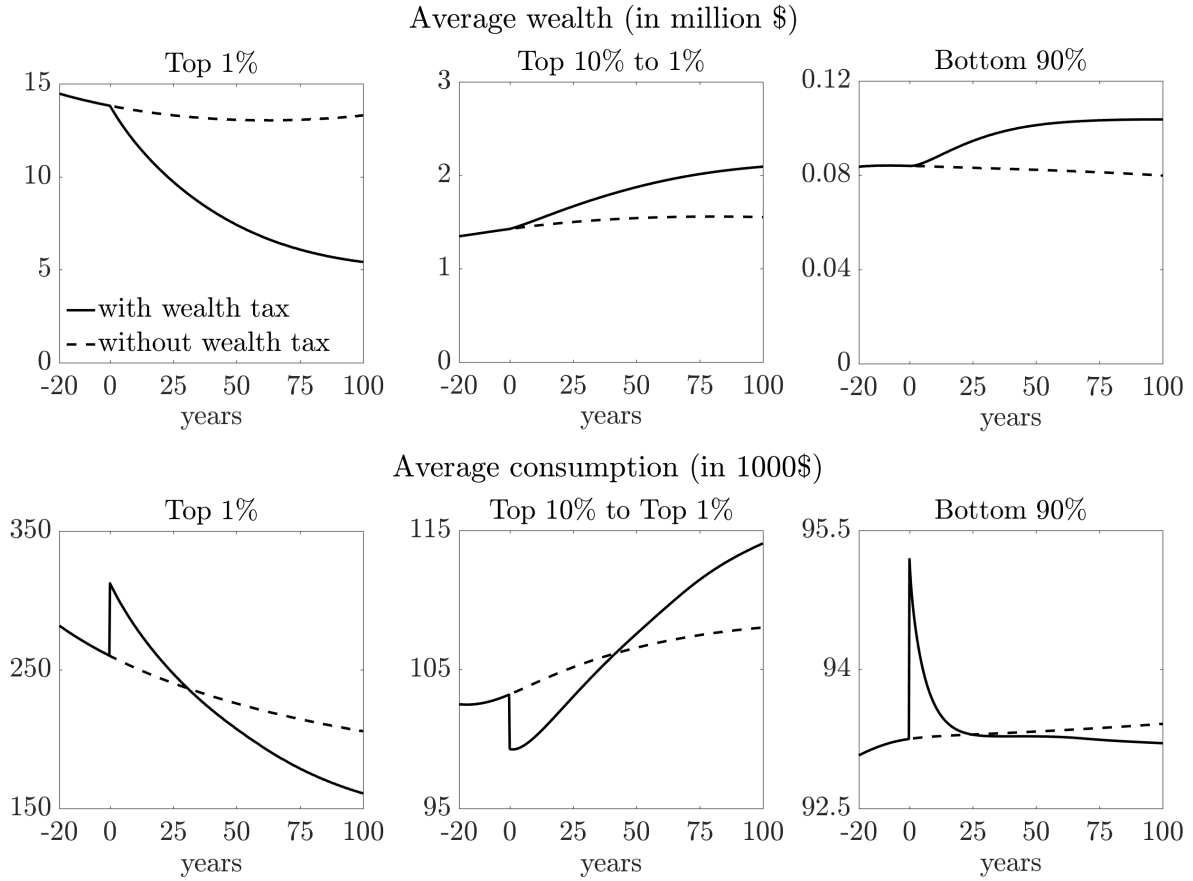 Average wealth (in million $)
Top 1%
Top 10% to 1%
Bottom 90%
15
10
5
0
-20 0 25 50 75 100
years
with wealth tax
without wealth tax
3
2
1
0
-20 0 25 50 75 100
years
0.12
0.08
0.04
0
-20 0 25 50 75 100
years
Average consumption (in 1000$)
Top 1%
Top 10% to Top 1%
Bottom 90%
350
250
150
-20 0 25 50 75 100
years
115
105
95
-20 0 25 50 75 100
years
95.5
94
92.5
-20 0 25 50 75 100
years